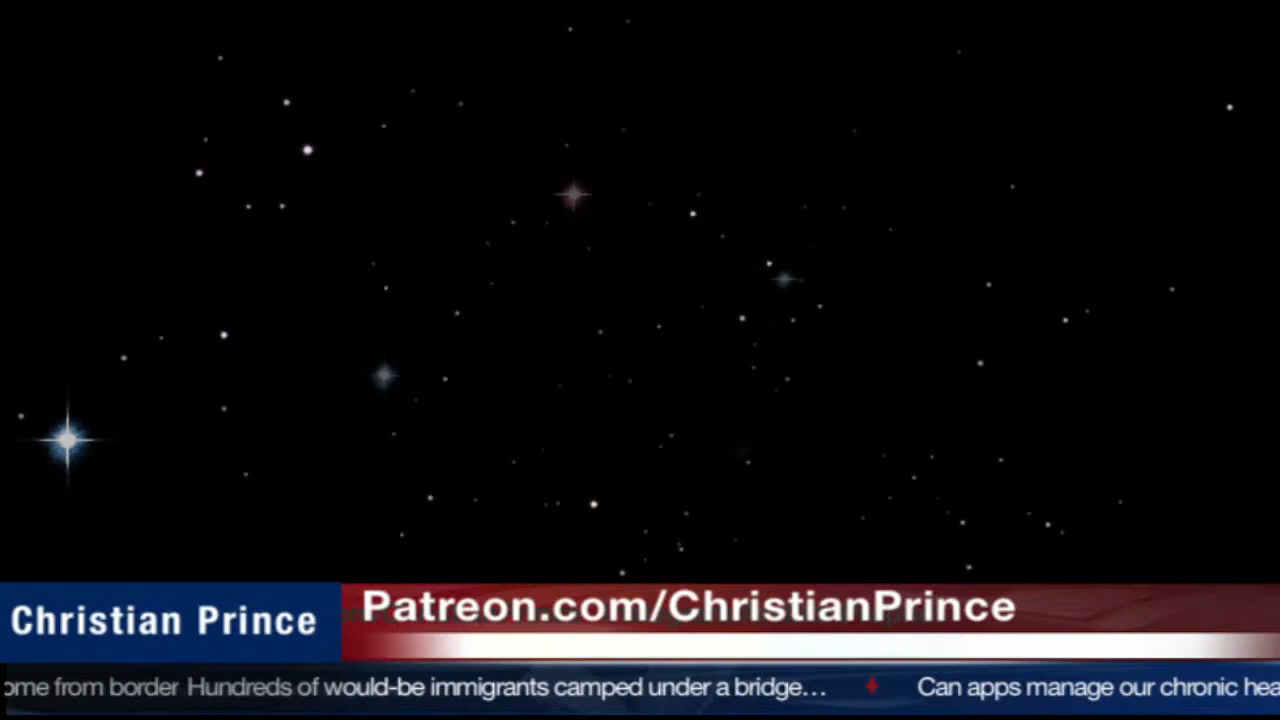 Patreon.com/ChristianPrince
Christian Prince
ome from border Hundreds of would-be immigrants camped under a bridge… Can apps manage our chronic hea